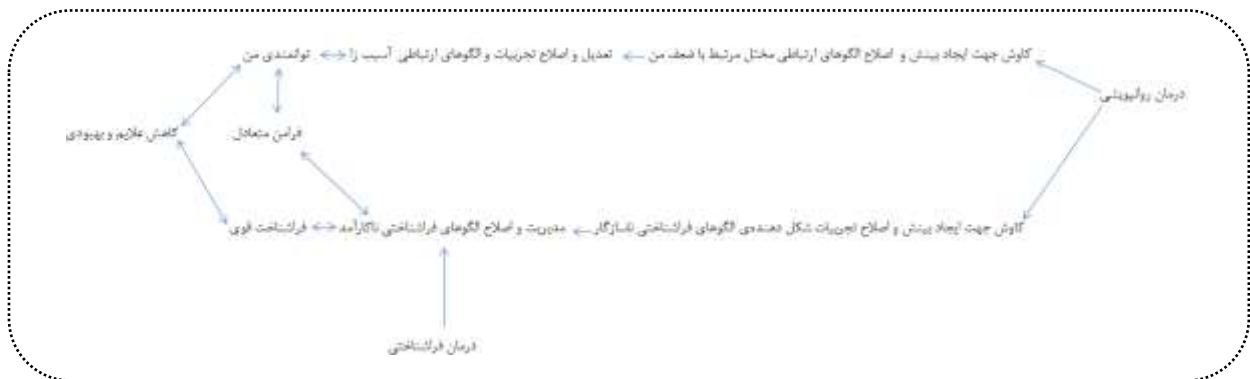 کاوش جهت ایجاد بینش و اصلاح الگوهای ارتباطی مختل مرتبط با ضعف من
تعدیل و اصلاح تجربیات و الگوهای ارتباطی آسیب زا
توانمندی من
درمان روانپویشی
فرامن متعادل
کاهش علایم و بهبودی
کاوش جهت ایجاد بینش و اصلاح تجربیات شکل دهنده‌ی الگوهای فراشناختی ناسازگار
مدیریت و اصلاح الگوهای فراشناختی ناکارآمد
فراشناخت قوی
درمان فراشناختی